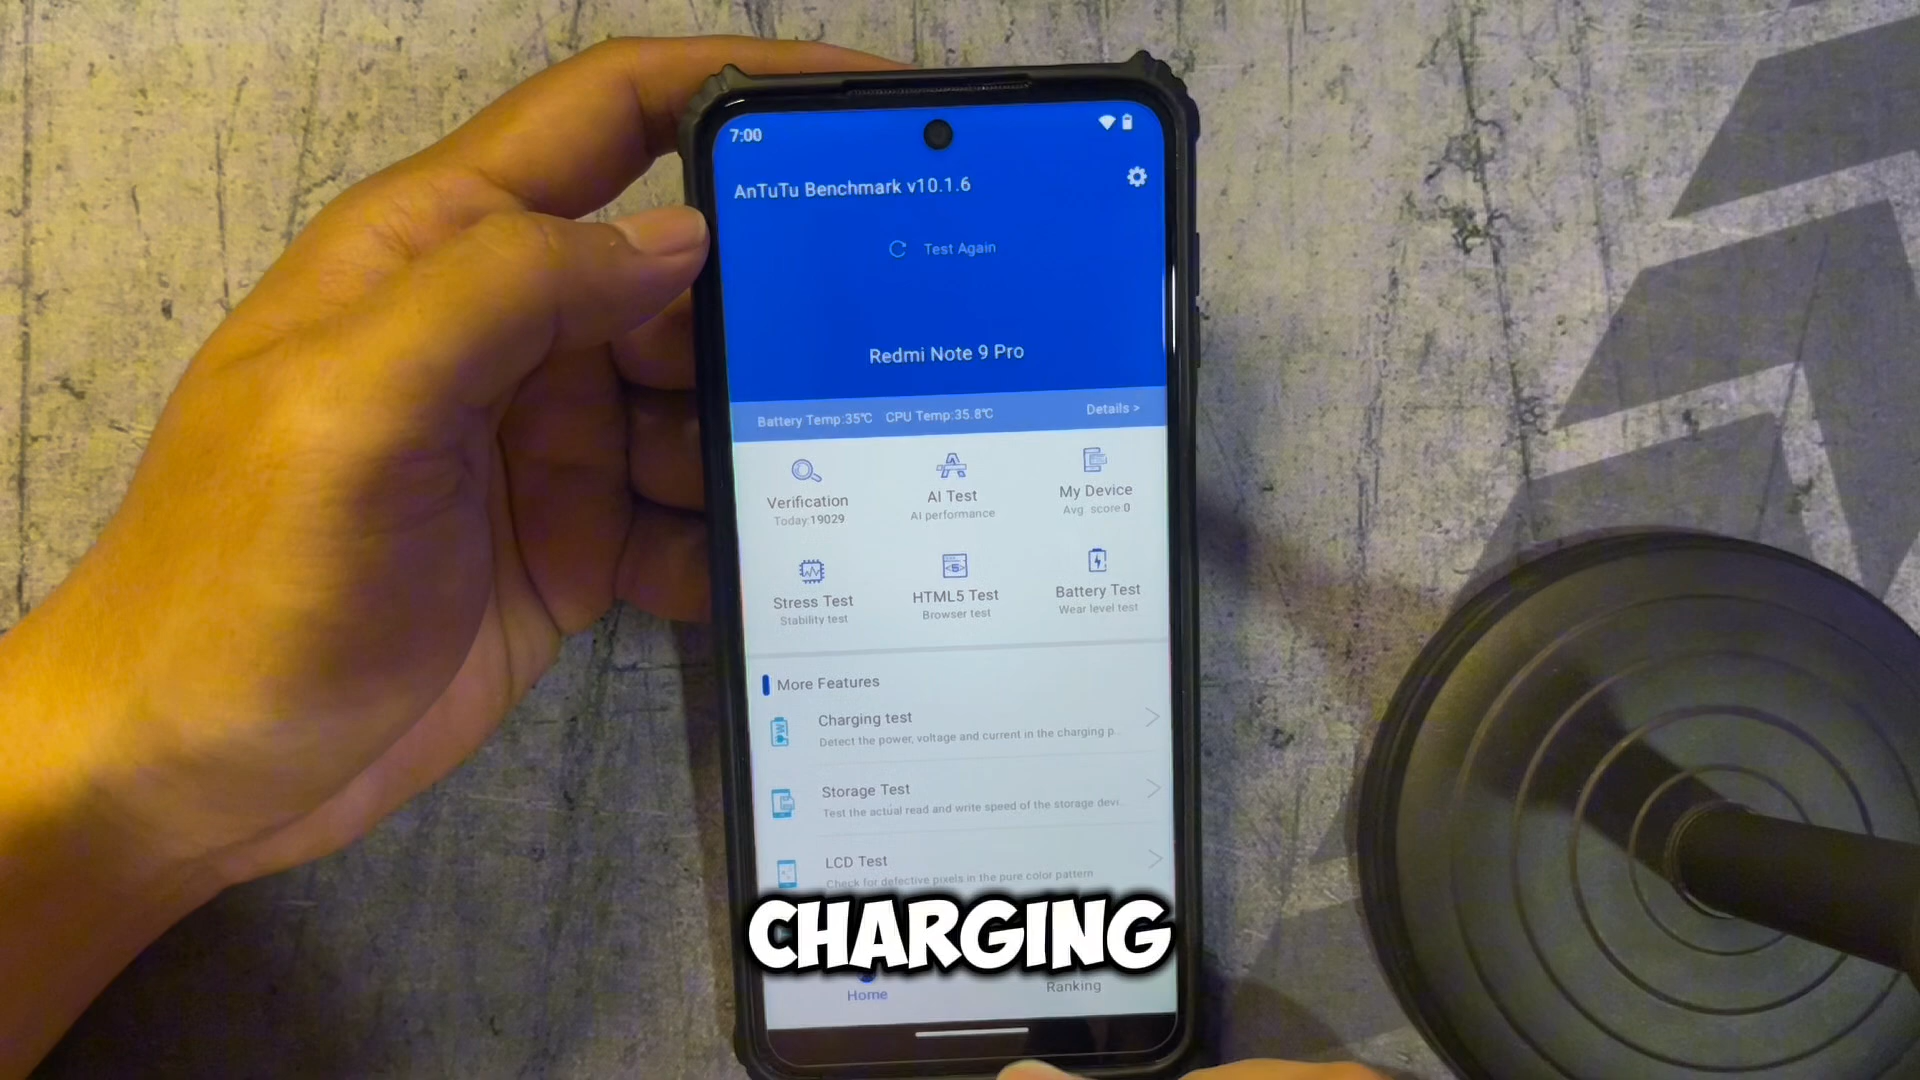 7:00
AnTuTu Benchmark v10.1.6
Test Again
Redmi Note 9 Pro
Battery Temp:35℃ CPU Temp:35.8℃ Details >
Verification
Today:19029
AI Test
AI performance
My Device
Avg. score:0
Stress Test
Stability test
HTML5 Test
Browser test
Battery Test
Wear level test
More Features
Charging test
Detect the power, voltage and current in the charging p...
Storage Test
Test the actual read and write speed of the storage devi...
LCD Test
Check for defective pixels in the pure color pattern
CHARGING
Home
Ranking